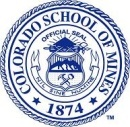 COLORADO SCHOOL OF MINES
OFFICIAL SEAL
1874